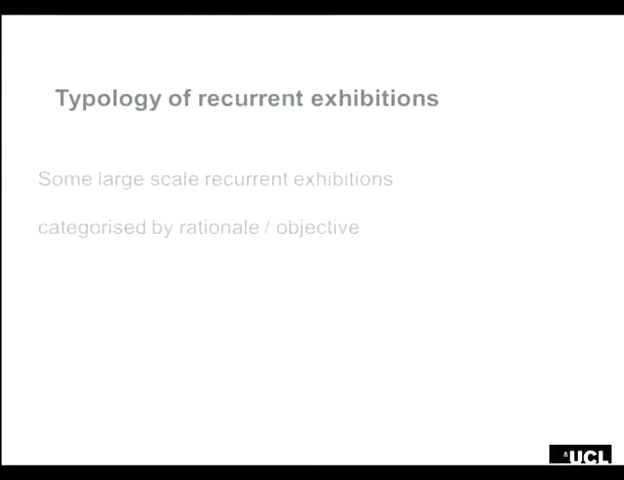 Typology of recurrent exhibitions
Some large scale recurrent exhibitions
categorised by rationale / objective
UCL